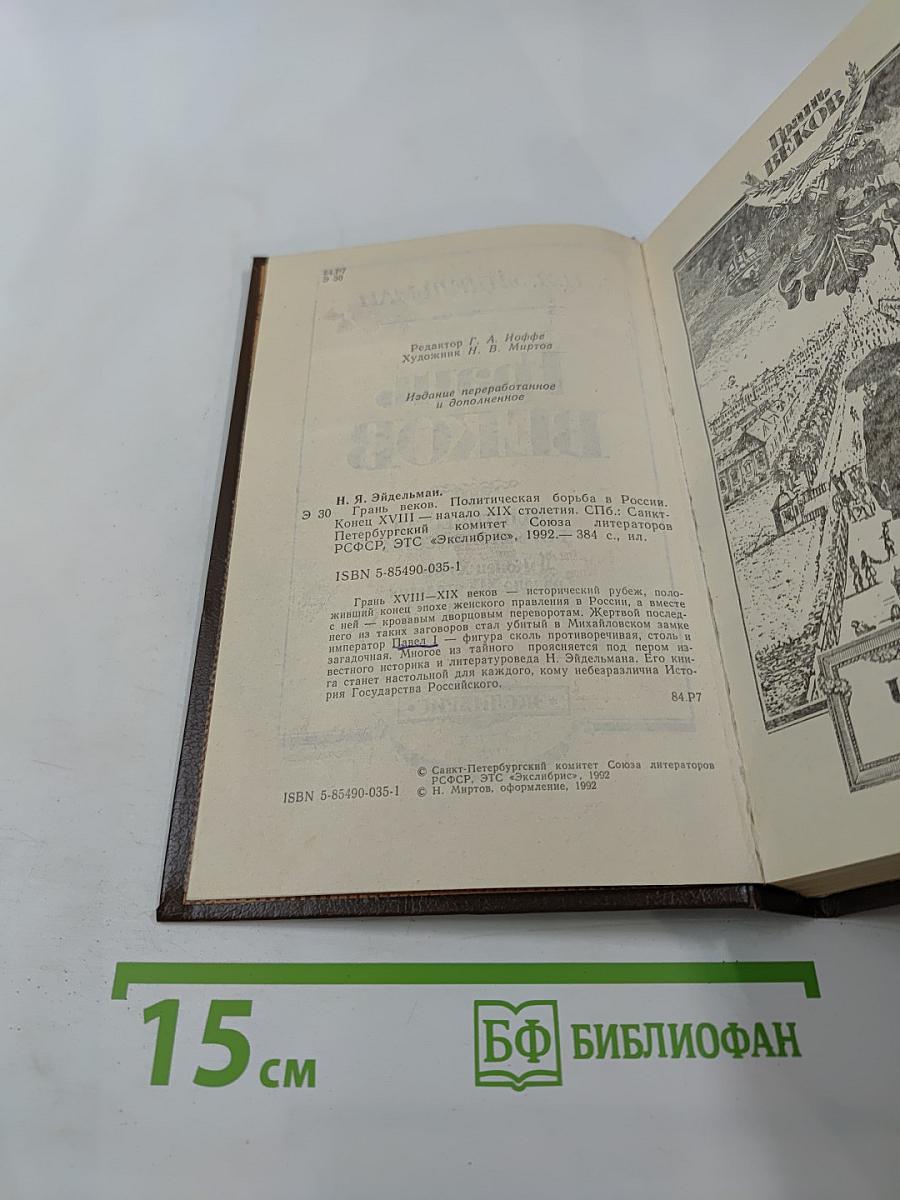 84.Р7
Э 30
Редактор Г. А. Иоффе
Художник Н. В. Миртов
Издание переработанное
и дополненное
Н. Я. Эйдельман.
Э 30 Грань веков. Политическая борьба в России.
Конец XVIII — начало XIX столетия. СПб.: Санкт-
Петербургский комитет Союза литераторов
РСФСР, ЭТС «Экслибрис», 1992.— 384 с., ил.
ISBN 5-85490-035-1
Грань XVIII—XIX веков — исторический рубеж, поло-
живший конец эпохе женского правления в России, а вместе
с ней — кровавым дворцовым переворотам. Жертвой послед-
него из таких заговоров стал убитый в Михайловском замке
император Павел I — фигура сколь противоречивая, столь и
загадочная. Многое из тайного проясняется под пером из-
вестного историка и литературоведа Н. Эйдельмана. Его кни-
га станет настольной для каждого, кому небезразлична Исто-
рия Государства Российского.
84.Р7
© Санкт-Петербургский комитет Союза литераторов
РСФСР, ЭТС «Экслибрис», 1992
ISBN 5-85490-035-1 © Н. Миртов, оформление, 1992
Грань
ВЕКОВ
15 см
БФ БИБЛИОФАН